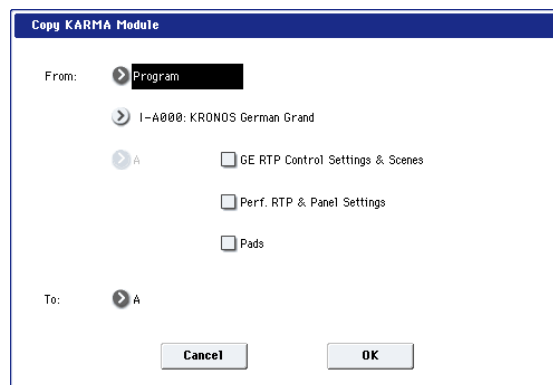 Copy KARMA Module
From: Program
I-A000: KRONOS German Grand
A GE RTP Control Settings & Scenes
Perf. RTP & Panel Settings
Pads
To: A
Cancel OK